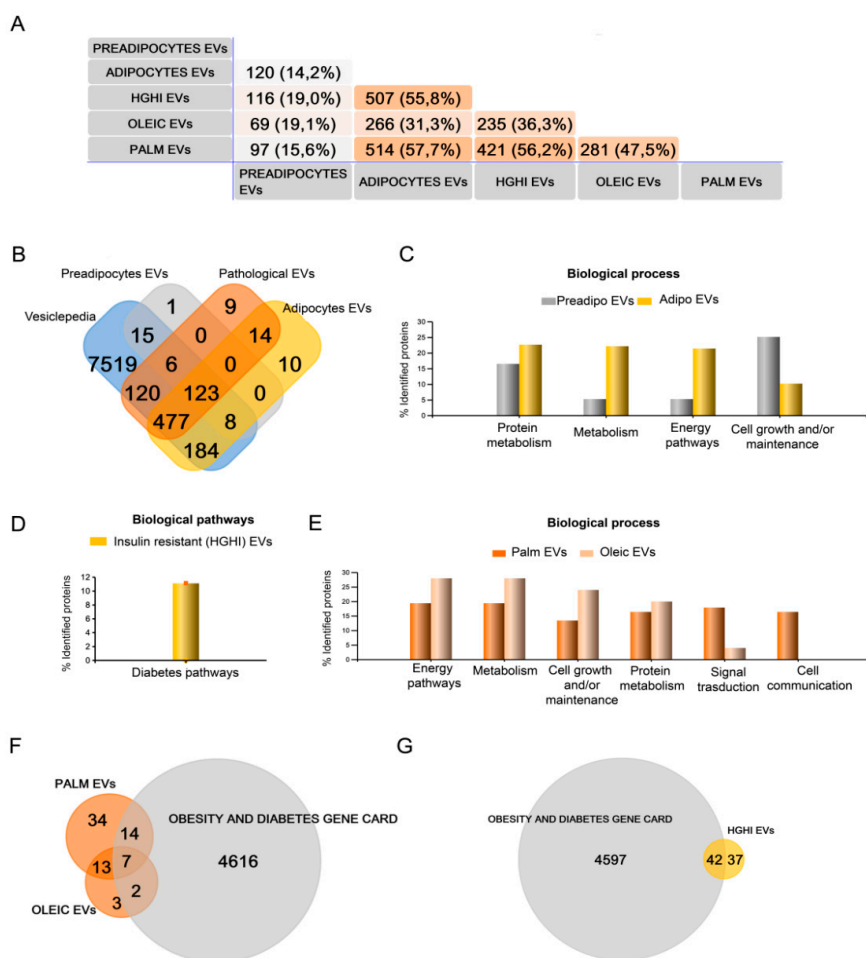 A
PREADIPOCYTES EVs
ADIPOCYTES EVs 120 (14,2%)
HGHI EVs 116 (19,0%) 507 (55,8%)
OLEIC EVs 69 (19,1%) 266 (31,3%) 235 (36,3%)
PALM EVs 97 (15,6%) 514 (57,7%) 421 (56,2%) 281 (47,5%)
PREADIPOCYTES EVs ADIPOCYTES EVs HGHI EVs OLEIC EVs PALM EVs
B
Preadipocytes EVs Pathological EVs
Vesiclepedia Adipocytes EVs
1 9
15 0 14
7519 6 0 10
120 123 0
477 8
184
C
Biological process
Preadipo EVs Adipo EVs
% Identified proteins
30
25
20
15
10
5
0
Protein metabolism
Metabolism
Energy pathways
Cell growth and/or maintenance
D
Biological pathways
Insulin resistant (HGHI) EVs
% Identified proteins
12
10
8
6
4
2
0
Diabetes pathways
E
Biological process
Palm EVs Oleic EVs
% Identified proteins
30
25
20
15
10
5
0
Energy pathways
Metabolism
Cell growth and/or maintenance
Protein metabolism
Signal trasduction
Cell communication
F
PALM EVs
34 14
OBESITY AND DIABETES GENE CARD
4616
13 7
3 2
OLEIC EVs
G
OBESITY AND DIABETES GENE CARD
HGHI EVs
4597 42 37